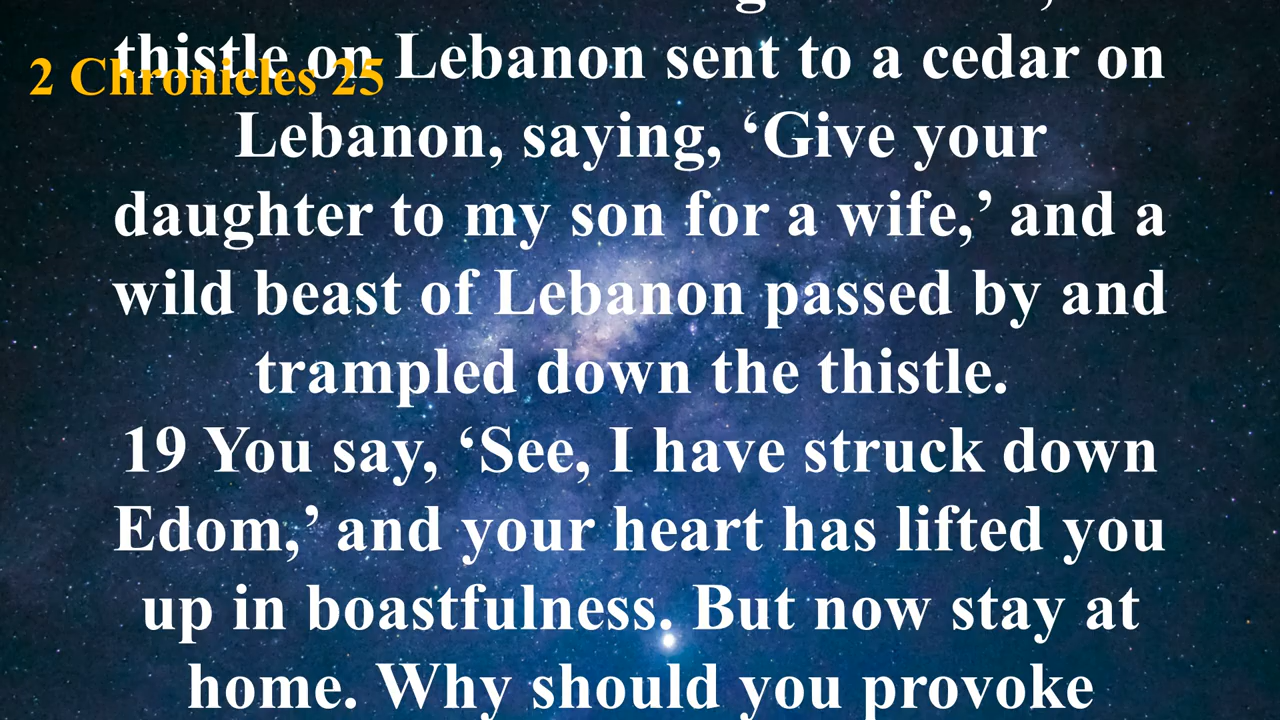 thistle on Lebanon sent to a cedar on
2 Chronicles 25
Lebanon, saying, ‘Give your
daughter to my son for a wife,’ and a
wild beast of Lebanon passed by and
trampled down the thistle.
19 You say, ‘See, I have struck down
Edom,’ and your heart has lifted you
up in boastfulness. But now stay at
home. Why should you provoke